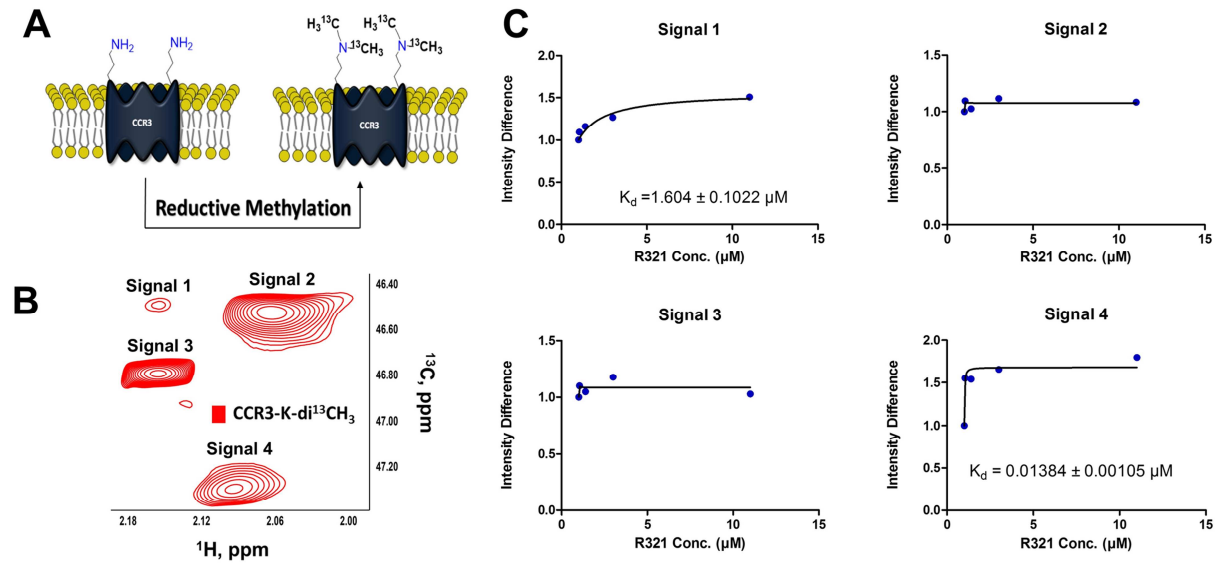 A
NH₂
NH₂
CCR3
H₃¹³C
¹³CH₃
N
H₃¹³C
¹³CH₃
N
CCR3
Reductive Methylation
B
Signal 1
Signal 2
Signal 3
CCR3-K-di¹³CH₃
Signal 4
46.40
46.60
46.80
47.00
47.20
¹³C, ppm
2.18
2.12
2.06
2.00
¹H, ppm
C
Signal 1
Intensity Difference
2.0
1.5
1.0
0.5
0.0
K_d =1.604 ± 0.1022 µM
0
5
10
15
R321 Conc. (µM)
Signal 2
Intensity Difference
1.5
1.0
0.5
0.0
0
5
10
15
R321 Conc. (µM)
Signal 3
Intensity Difference
1.5
1.0
0.5
0.0
0
5
10
15
R321 Conc. (µM)
Signal 4
Intensity Difference
2.0
1.5
1.0
0.5
0.0
K_d = 0.01384 ± 0.00105 µM
0
5
10
15
R321 Conc. (µM)